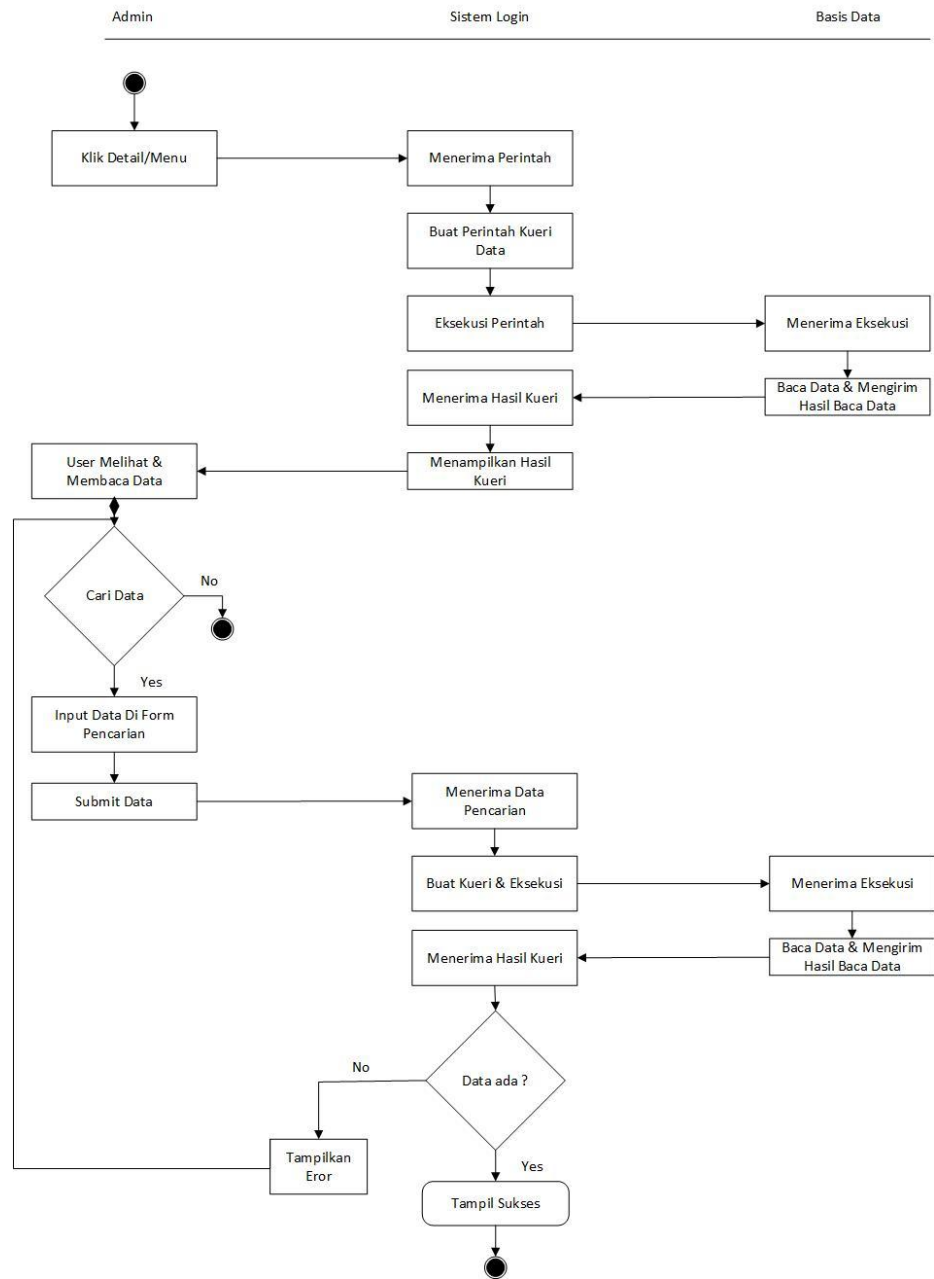 Admin
Sistem Login
Basis Data
Klik Detail/Menu
Menerima Perintah
Buat Perintah Kueri
Data
Eksekusi Perintah
Menerima Eksekusi
Menerima Hasil Kueri
Baca Data & Mengirim
Hasil Baca Data
User Melihat &
Membaca Data
Menampilkan Hasil
Kueri
Cari Data
No
Yes
Input Data Di Form
Pencarian
Submit Data
Menerima Data
Pencarian
Buat Kueri & Eksekusi
Menerima Eksekusi
Menerima Hasil Kueri
Baca Data & Mengirim
Hasil Baca Data
Data ada ?
No
Tampilkan
Eror
Yes
Tampil Sukses